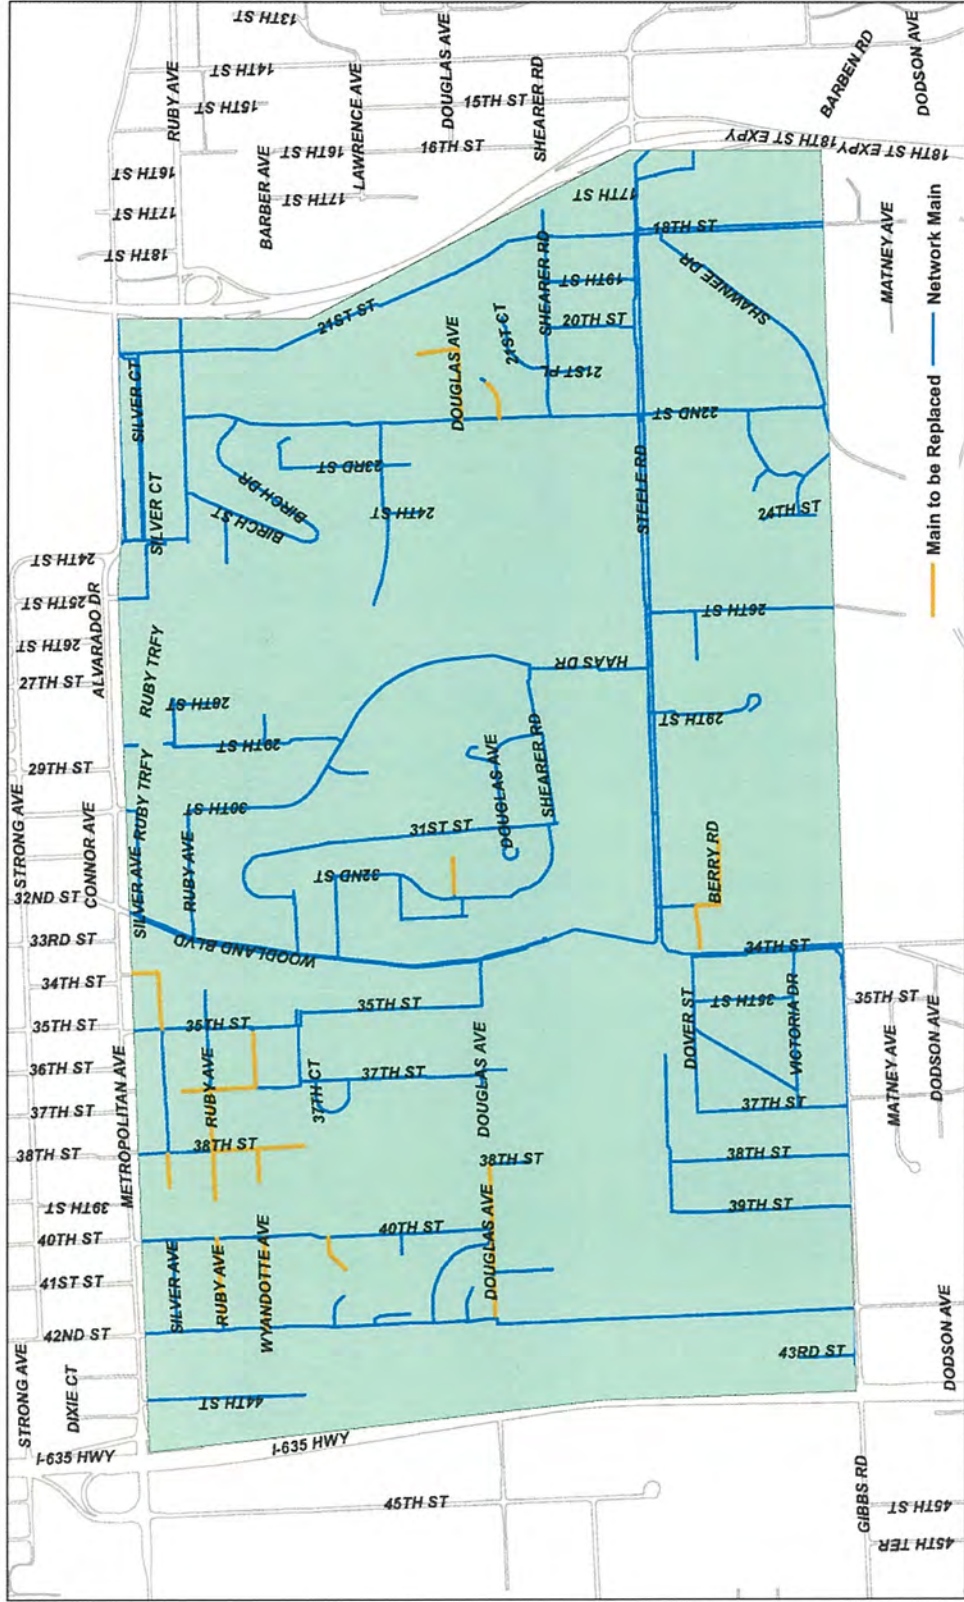 13TH ST
14TH ST
15TH ST
RUBY AVE
16TH ST
17TH ST
18TH ST
BARBER AVE
16TH ST
17TH ST
LAWRENCE AVE
DOUGLAS AVE
15TH ST
16TH ST
SHEARER RD
BARBEN RD
DODSON AVE
18TH ST EXPY
18TH ST EXPY
17TH ST
18TH ST
MATNEY AVE
21ST ST
SHEARER RD
19TH ST
20TH ST
21ST CT
21ST PL
SHAWNEE DR
SILVER CT
DOUGLAS AVE
22ND ST
SILVER CT
BIRCH DR
BIRCH ST
23RD ST
24TH ST
STEELE RD
24TH ST
24TH ST
25TH ST
26TH ST
27TH ST
ALVARADO DR
RUBY TRFY
28TH ST
29TH ST
HAAS DR
26TH ST
29TH ST
29TH ST
STRONG AVE
CONNOR AVE
RUBY TRFY
SILVER AVE
30TH ST
RUBY AVE
31ST ST
32ND ST
DOUGLAS AVE
SHEARER RD
BERRY RD
32ND ST
33RD ST
34TH ST
WOODLAND BLVD
34TH ST
35TH ST
36TH ST
37TH ST
38TH ST
METROPOLITAN AVE
35TH ST
35TH ST
RUBY AVE
37TH CT
37TH ST
DOUGLAS AVE
38TH ST
38TH ST
DOVER ST
35TH ST
VICTORIA DR
37TH ST
38TH ST
39TH ST
35TH ST
MATNEY AVE
DODSON AVE
39TH ST
40TH ST
41ST ST
42ND ST
SILVER AVE
RUBY AVE
WYANDOTTE AVE
40TH ST
DOUGLAS AVE
43RD ST
DODSON AVE
STRONG AVE
DIXIE CT
44TH ST
I-635 HWY
I-635 HWY
45TH ST
GIBBS RD
45TH ST
45TH TER
Main to be Replaced
Network Main